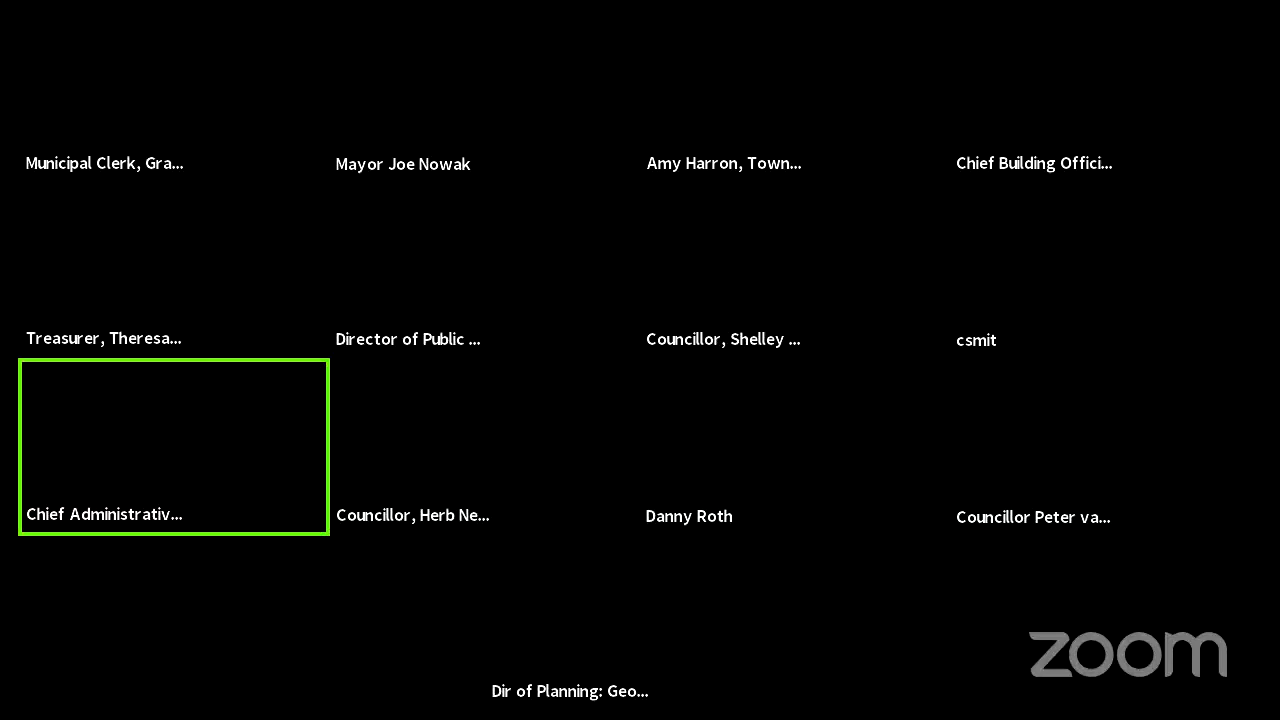 Municipal Clerk, Gra...
Mayor Joe Nowak
Amy Harron, Town...
Chief Building Offici...
Treasurer, Theresa...
Director of Public ...
Councillor, Shelley ...
csmit
Chief Administrativ...
Councillor, Herb Ne...
Danny Roth
Councillor Peter va...
Dir of Planning: Geo...
zoom